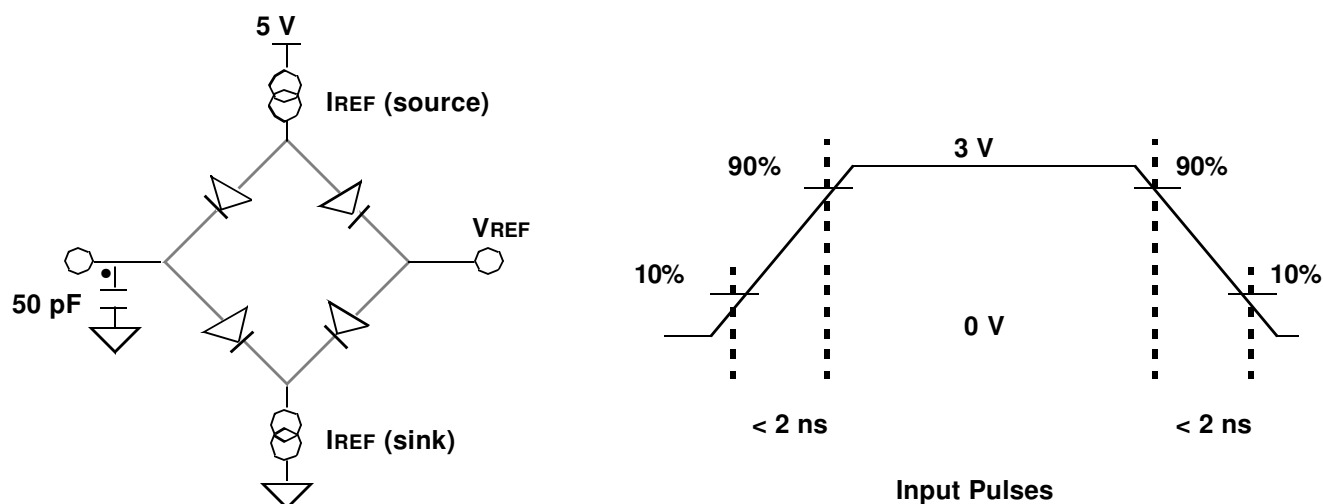 5 V
IREF (source)
VREF
50 pF
IREF (sink)
3 V
90%
90%
10%
10%
0 V
< 2 ns
< 2 ns
Input Pulses